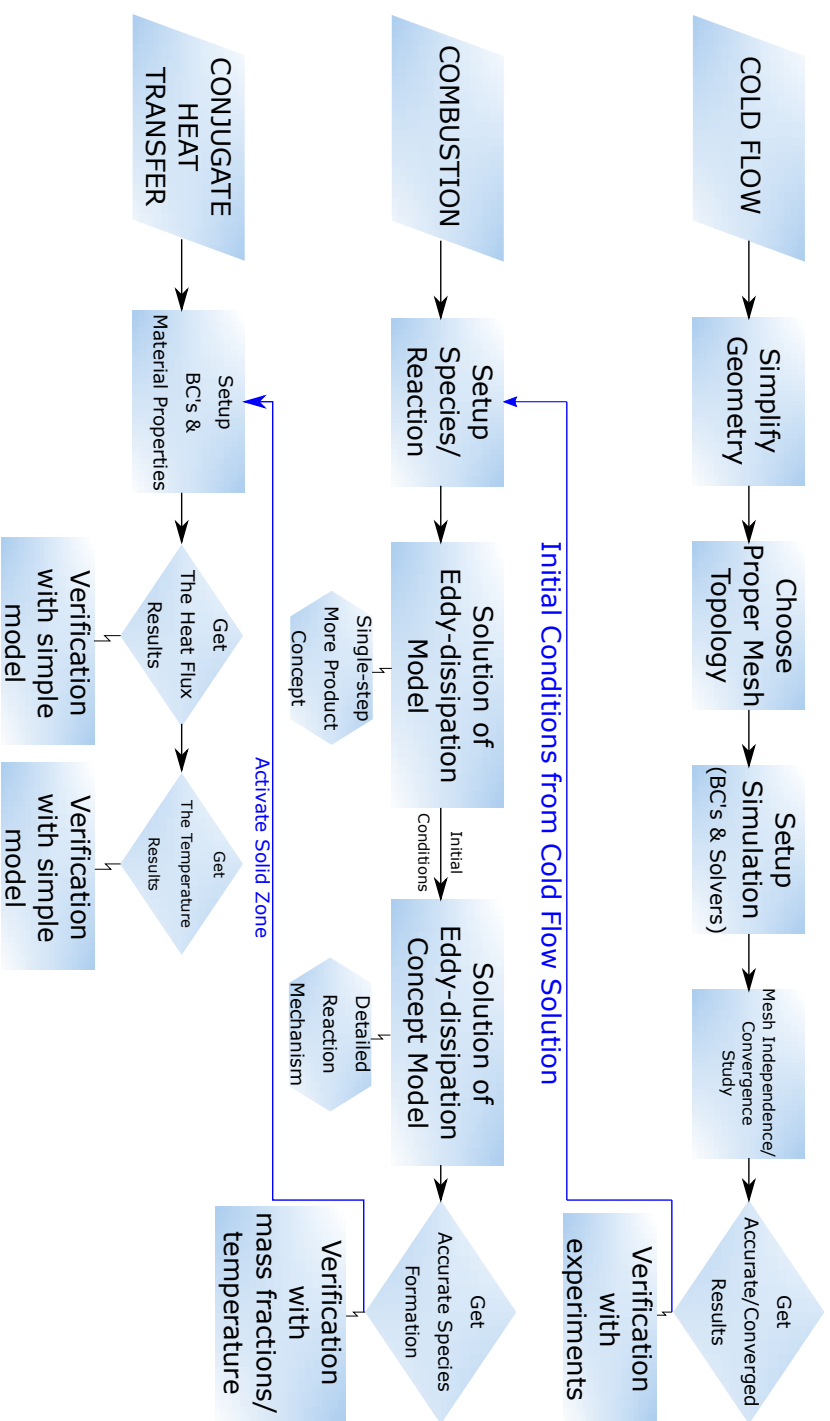 COLD FLOW
Simplify
Geometry
Choose
Proper Mesh
Topology
Setup
Simulation
(BC's & Solvers)
Mesh Independence/
Convergence
Study
Get
Accurate/Converged
Results
Verification
with
experiments
Initial Conditions from Cold Flow Solution
COMBUSTION
Setup
Species/
Reaction
Solution of
Eddy-dissipation
Model
Single-step
More Product
Concept
Initial
Conditions
Solution of
Eddy-dissipation
Concept Model
Detailed
Reaction
Mechanism
Get
Accurate Species
Formation
Verification
with
mass fractions/
temperature
Activate Solid Zone
CONJUGATE
HEAT
TRANSFER
Setup
BC's &
Material Properties
Get
The Heat Flux
Results
Verification
with simple
model
Get
The Temperature
Results
Verification
with simple
model